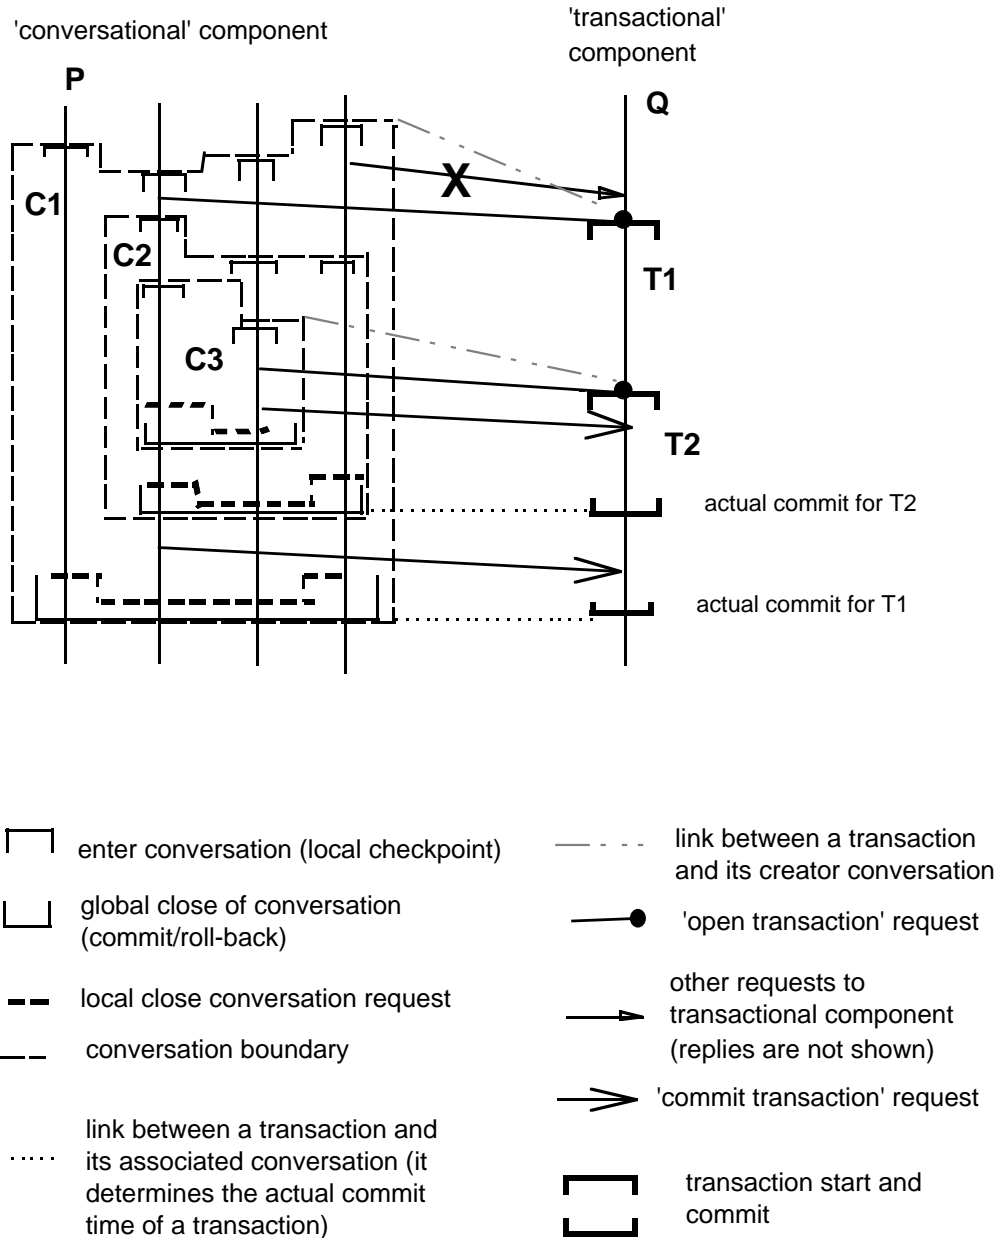 'conversational' component
'transactional'
component
P
Q
X
C1
C2
T1
C3
T2
actual commit for T2
actual commit for T1
enter conversation (local checkpoint)
global close of conversation
(commit/roll-back)
local close conversation request
conversation boundary
link between a transaction and
its associated conversation (it
determines the actual commit
time of a transaction)
link between a transaction
and its creator conversation
'open transaction' request
other requests to
transactional component
(replies are not shown)
'commit transaction' request
transaction start and
commit